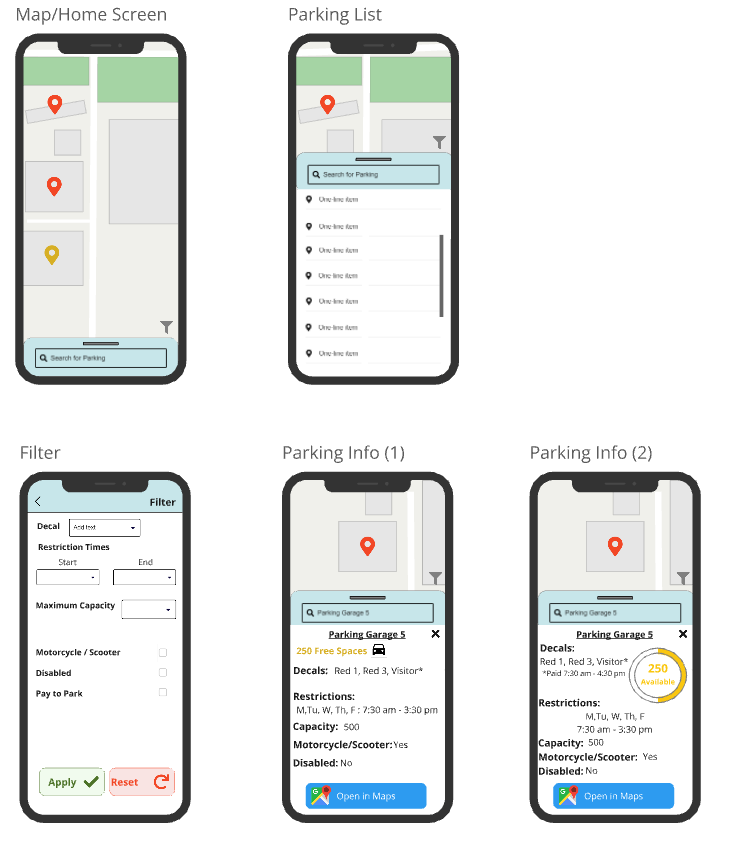 Map/Home Screen
Parking List
Search for Parking
Search for Parking
One-line item
One-line item
One-line item
One-line item
One-line item
One-line item
One-line item
Filter
Parking Info (1)
Parking Info (2)
Filter
Decal
Add text
Restriction Times
Start End
Maximum Capacity
Motorcycle / Scooter
Disabled
Pay to Park
Apply
Reset
Parking Garage 5
Parking Garage 5
250 Free Spaces
Decals: Red 1, Red 3, Visitor*
Restrictions:
M,Tu, W, Th, F : 7:30 am - 3:30 pm
Capacity: 500
Motorcycle/Scooter: Yes
Disabled: No
G
Open in Maps
Parking Garage 5
Parking Garage 5
Decals:
Red 1, Red 3, Visitor*
*Paid 7:30 am - 4:30 pm
250
Available
Restrictions:
M,Tu, W, Th, F
7:30 am - 3:30 pm
Capacity: 500
Motorcycle/Scooter: Yes
Disabled: No
G
Open in Maps